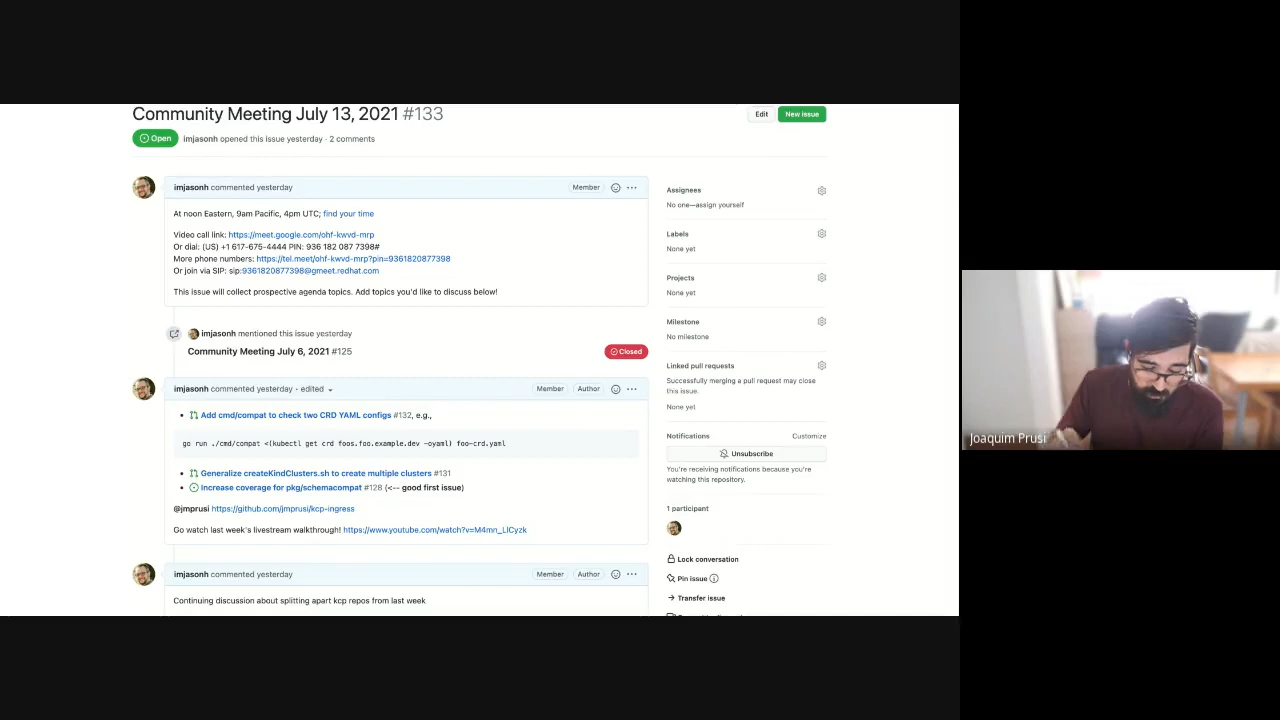 Community Meeting July 13, 2021 #133
Edit
New issue
Open
imjasonh opened this issue yesterday · 2 comments
imjasonh commented yesterday
Member
At noon Eastern, 9am Pacific, 4pm UTC; find your time
Video call link: https://meet.google.com/ohf-kwvd-mrp
Or dial: (US) +1 617-675-4444 PIN: 936 182 087 7398#
More phone numbers: https://tel.meet/ohf-kwvd-mrp?pin=9361820877398
Or join via SIP: sip:9361820877398@gmeet.redhat.com
This issue will collect prospective agenda topics. Add topics you'd like to discuss below!
imjasonh mentioned this issue yesterday
Community Meeting July 6, 2021 #125
Closed
imjasonh commented yesterday · edited
Member
Author
Add cmd/compat to check two CRD YAML configs #132, e.g.,
go run ./cmd/compat <(kubectl get crd foos.foo.example.dev -oyaml) foo-crd.yaml
Generalize createKindClusters.sh to create multiple clusters #131
Increase coverage for pkg/schemacompat #128 (<-- good first issue)
@jmprusi https://github.com/jmprusi/kcp-ingress
Go watch last week's livestream walkthrough! https://www.youtube.com/watch?v=M4mn_LlCyzk
imjasonh commented yesterday
Member
Author
Continuing discussion about splitting apart kcp repos from last week
Assignees
No one—assign yourself
Labels
None yet
Projects
None yet
Milestone
No milestone
Linked pull requests
Successfully merging a pull request may close
this issue.
None yet
Notifications
Customize
Unsubscribe
You're receiving notifications because you're
watching this repository.
1 participant
Lock conversation
Pin issue
Transfer issue
Joaquim Prusi